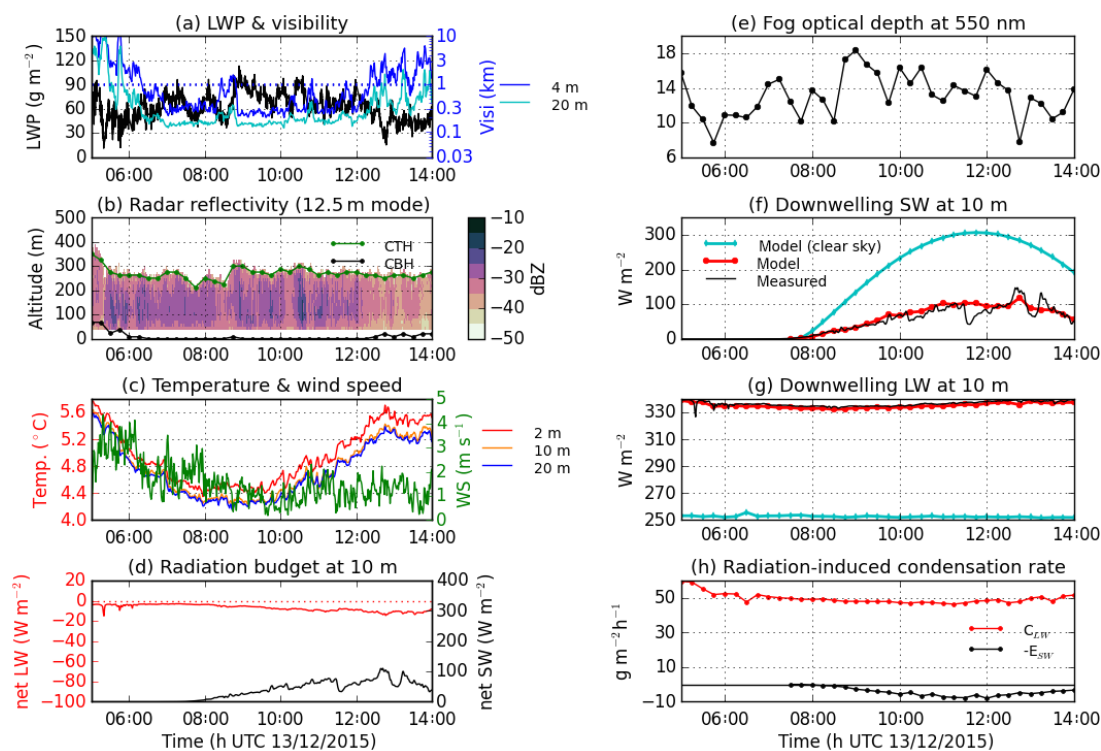 (a) LWP & visibility
LWP (g m⁻²)
150
120
90
60
30
0
10
3
1
0.3
0.1
0.03
Visi (km)
4 m
20 m
06:00 08:00 10:00 12:00 14:00
(b) Radar reflectivity (12.5 m mode)
Altitude (m)
500
400
300
200
100
0
CTH
CBH
−10
−20
−30
−40
−50
dBZ
06:00 08:00 10:00 12:00 14:00
(c) Temperature & wind speed
Temp. (°C)
5.6
5.2
4.8
4.4
4.0
5
4
3
2
1
0
WS (m s⁻¹)
2 m
10 m
20 m
06:00 08:00 10:00 12:00 14:00
(d) Radiation budget at 10 m
net LW (W m⁻²)
20
0
−20
−40
−60
−80
−100
400
300
200
100
0
net SW (W m⁻²)
06:00 08:00 10:00 12:00 14:00
Time (h UTC 13/12/2015)
(e) Fog optical depth at 550 nm
18
14
10
6
06:00 08:00 10:00 12:00 14:00
(f) Downwelling SW at 10 m
W m⁻²
300
200
100
0
Model (clear sky)
Model
Measured
06:00 08:00 10:00 12:00 14:00
(g) Downwelling LW at 10 m
W m⁻²
330
310
290
270
250
06:00 08:00 10:00 12:00 14:00
(h) Radiation-induced condensation rate
g m⁻²h⁻¹
50
30
10
−10
C_LW
-E_SW
06:00 08:00 10:00 12:00 14:00
Time (h UTC 13/12/2015)